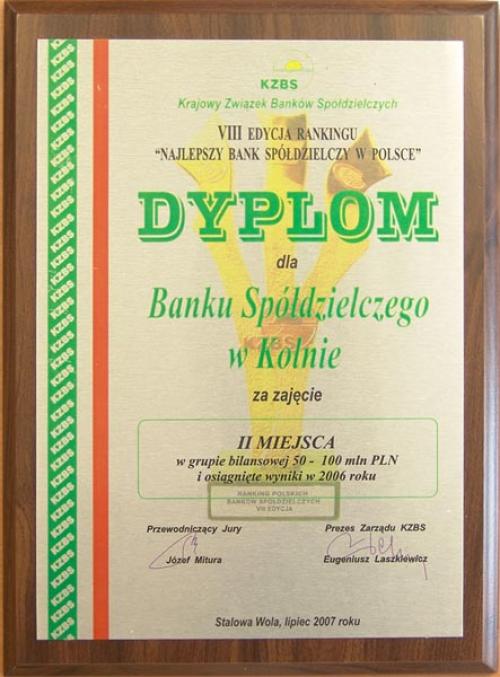 KZBS
Krajowy Związek Banków Spółdzielczych
VIII EDYCJA RANKINGU
“NAJLEPSZY BANK SPÓŁDZIELCZY W POLSCE”
DYPLOM
dla
Banku Spółdzielczego
w Kolnie
KZBS
za zajęcie
II MIEJSCA
w grupie bilansowej 50 - 100 mln PLN
i osiągnięte wyniki w 2006 roku
RANKING POLSKICH
BANKÓW SPÓŁDZIELCZYCH
VIII EDYCJA
Przewodniczący Jury
Prezes Zarządu KZBS
Józef Mitura
Eugeniusz Laszkiewicz
Stalowa Wola, lipiec 2007 roku